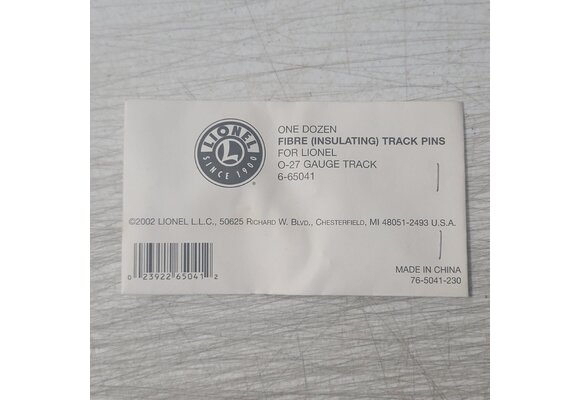 LIONEL
L
SINCE 1900
®
ONE DOZEN
FIBRE (INSULATING) TRACK PINS
FOR LIONEL
O-27 GAUGE TRACK
6-65041
©2002 LIONEL L.L.C., 50625 RICHARD W. BLVD., CHESTERFIELD, MI 48051-2493 U.S.A.
0 23922 65041 2
MADE IN CHINA
76-5041-230